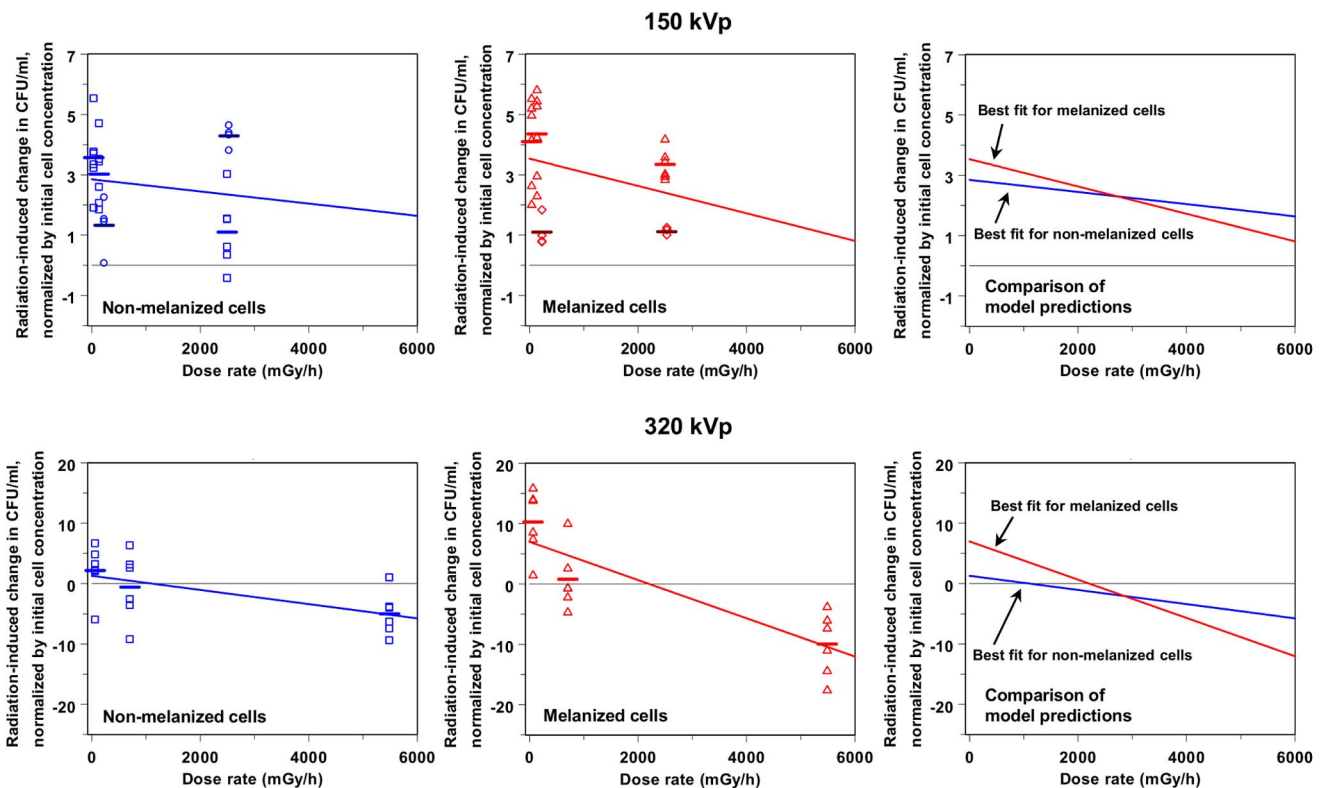 150 kVp
Radiation-induced change in CFU/ml,
normalized by initial cell concentration
7
5
3
1
-1
Non-melanized cells
0
2000
4000
6000
Dose rate (mGy/h)
Radiation-induced change in CFU/ml,
normalized by initial cell concentration
7
5
3
1
-1
Melanized cells
0
2000
4000
6000
Dose rate (mGy/h)
Radiation-induced change in CFU/ml,
normalized by initial cell concentration
7
5
3
1
-1
Best fit for melanized cells
Best fit for non-melanized cells
Comparison of
model predictions
0
2000
4000
6000
Dose rate (mGy/h)
320 kVp
Radiation-induced change in CFU/ml,
normalized by initial cell concentration
20
10
0
-10
-20
Non-melanized cells
0
2000
4000
6000
Dose rate (mGy/h)
Radiation-induced change in CFU/ml,
normalized by initial cell concentration
20
10
0
-10
-20
Melanized cells
0
2000
4000
6000
Dose rate (mGy/h)
Radiation-induced change in CFU/ml,
normalized by initial cell concentration
20
10
0
-10
-20
Best fit for melanized cells
Best fit for non-melanized cells
Comparison of
model predictions
0
2000
4000
6000
Dose rate (mGy/h)